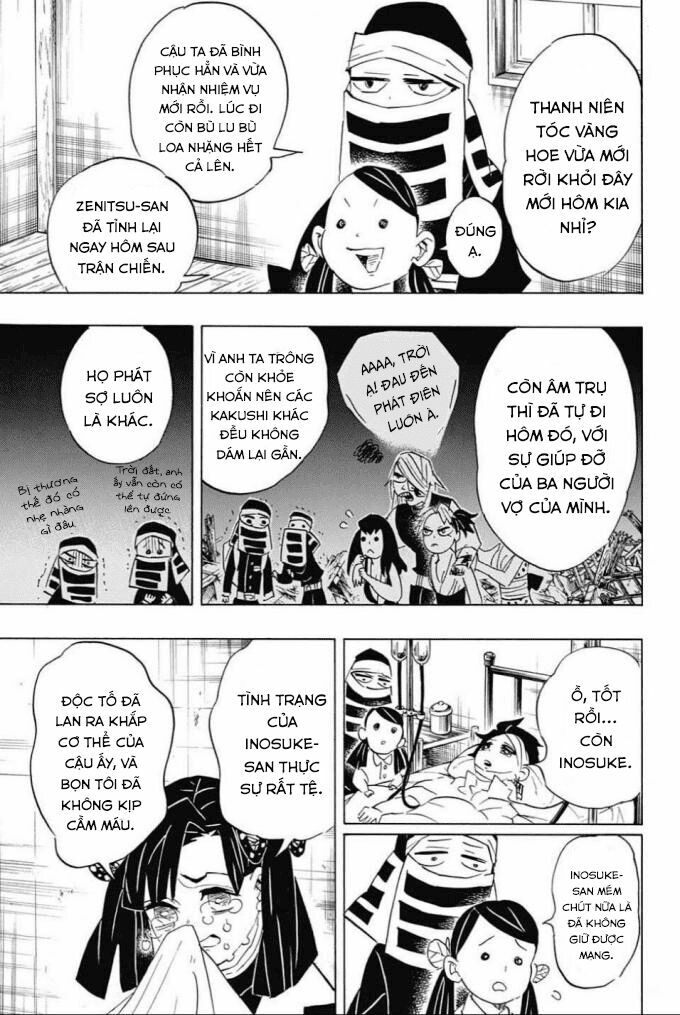 THANH NIÊN
TÓC VÀNG
HOE VỪA MỚI
RỜI KHỎI ĐÂY
MỚI HÔM KIA
NHỈ?
ĐÚNG
Ạ.
CẬU TA ĐÃ BÌNH
PHỤC HẲN VÀ VỪA
NHẬN NHIỆM VỤ
MỚI RỒI. LÚC ĐI
CÒN BÙ LU BÙ
LOA NHẶNG HẾT
CẢ LÊN.
ZENITSU-SAN
ĐÃ TỈNH LẠI
NGAY HÔM SAU
TRẬN CHIẾN.
CÒN ÂM TRỤ
THÌ ĐÃ TỰ ĐI
HÔM ĐÓ, VỚI
SỰ GIÚP ĐỠ
CỦA BA NGƯỜI
VỢ CỦA MÌNH.
AAAA, TRỜI
Ạ! ĐAU ĐẾN
PHÁT ĐIÊN
LUÔN À.
VÌ ANH TA TRÔNG
CÒN KHỎE
KHOẮN NÊN CÁC
KAKUSHI KHÁC
ĐỀU KHÔNG
DÁM LẠI GẦN.
HỌ PHÁT
SỢ LUÔN
LÀ KHÁC.
Trời đất, anh
ấy vẫn còn có
thể tự đứng
lên được
Bị thương
thế đó có
nhẹ nhàng
gì đâu
Ồ, TỐT
RỒI...
CÒN
INOSUKE.
INOSUKE-
SAN MÉM
CHÚT NỮA LÀ
ĐÃ KHÔNG
GIỮ ĐƯỢC
MẠNG.
TÌNH TRẠNG
CỦA
INOSUKE-
SAN THỰC
SỰ RẤT TỆ.
ĐỘC TỐ ĐÃ
LAN RA KHẮP
CƠ THỂ CỦA
CẬU ẤY, VÀ
BỌN TÔI ĐÃ
KHÔNG KỊP
CẦM MÁU.